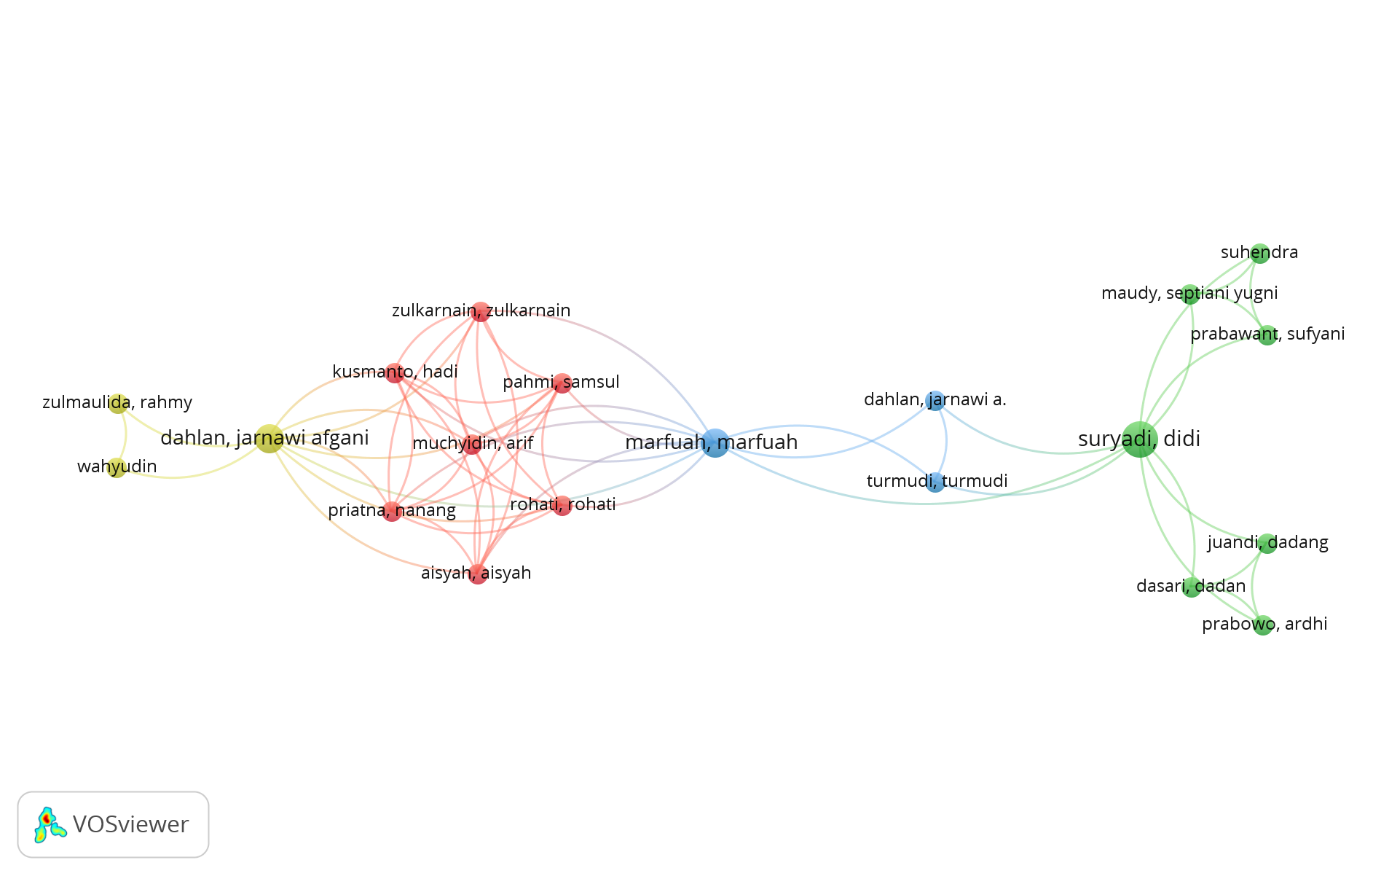 suhendra
maudy, septiani yugni
zulkarnain, zulkarnain
prabawant, sufyani
kusmanto, hadi
pahmi, samsul
zulmaulida, rahmy
dahlan, jarnawi a.
dahlan, jarnawi afgani
muchyidin, arif
marfuah, marfuah
suryadi, didi
wahyudin
turmudi, turmudi
priatna, nanang
rohati, rohati
juandi, dadang
aisyah, aisyah
dasari, dadan
prabowo, ardhi
VOSviewer